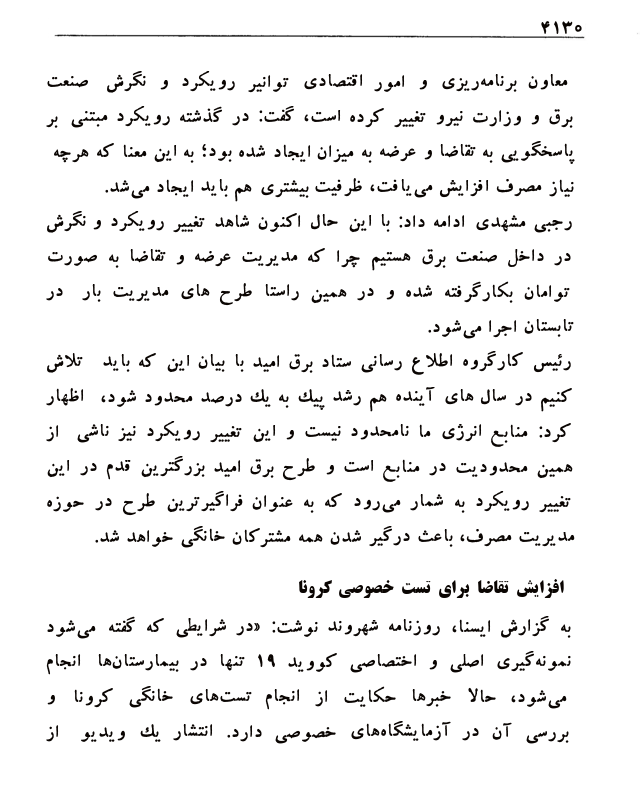 ۴۱۳۰
معاون برنامه‌ریزی و امور اقتصادی توانیر رویکرد و نگرش صنعت
برق و وزارت نیرو تغییر کرده است، گفت: در گذشته رویکرد مبتنی بر
پاسخگویی به تقاضا و عرضه به میزان ایجاد شده بود؛ به این معنا که هرچه
نیاز مصرف افزایش می‌یافت، ظرفیت بیشتری هم باید ایجاد می‌شد.
رجبی مشهدی ادامه داد: با این حال اکنون شاهد تغییر رویکرد و نگرش
در داخل صنعت برق هستیم چرا که مدیریت عرضه و تقاضا به صورت
توامان بکارگرفته شده و در همین راستا طرح های مدیریت بار در
تابستان اجرا می‌شود.
رئیس کارگروه اطلاع رسانی ستاد برق امید با بیان این که باید تلاش
کنیم در سال های آینده هم رشد پیك به یك درصد محدود شود، اظهار
کرد: منابع انرژی ما نامحدود نیست و این تغییر رویکرد نیز ناشی از
همین محدودیت در منابع است و طرح برق امید بزرگترین قدم در این
تغییر رویکرد به شمار می‌رود که به عنوان فراگیرترین طرح در حوزه
مدیریت مصرف، باعث درگیر شدن همه مشترکان خانگی خواهد شد.
افزایش تقاضا برای تست خصوصی کرونا
به گزارش ایسنا، روزنامه شهروند نوشت: «در شرایطی که گفته می‌شود
نمونه‌گیری اصلی و اختصاصی کووید ۱۹ تنها در بیمارستان‌ها انجام
می‌شود، حالا خبرها حکایت از انجام تست‌های خانگی کرونا و
بررسی آن در آزمایشگاه‌های خصوصی دارد. انتشار یك ویدیو از